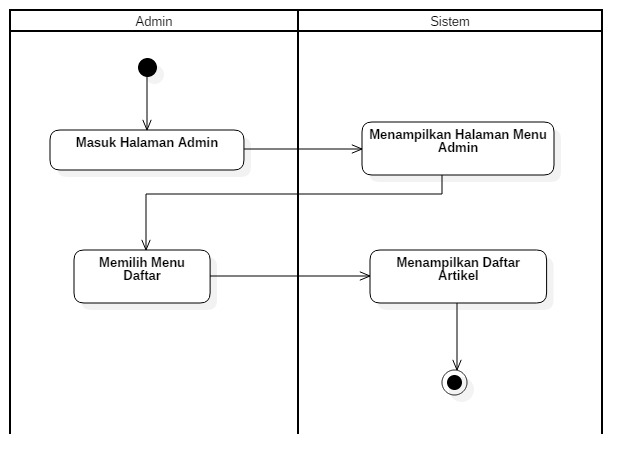 Admin
Sistem
Masuk Halaman Admin
Menampilkan Halaman Menu
Admin
Memilih Menu
Daftar
Menampilkan Daftar
Artikel